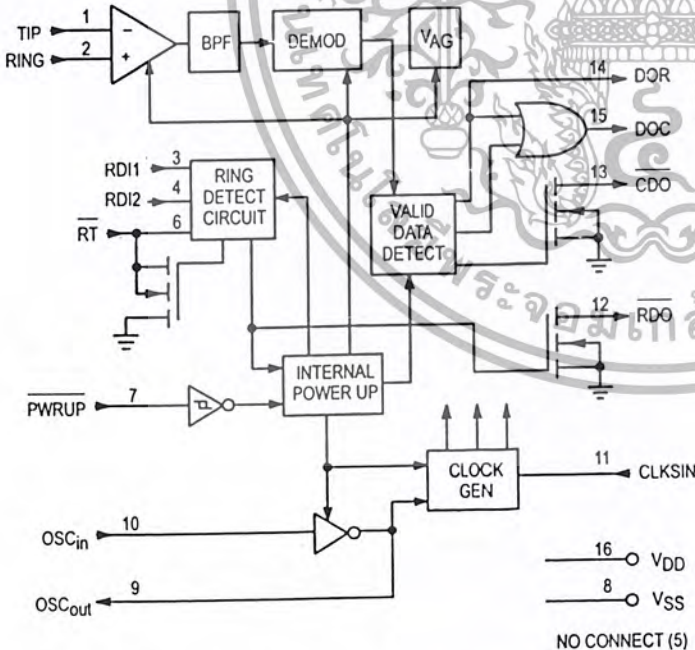 TIP 1
RING 2
−
+
BPF
DEMOD
VAG
14 DOR
15 DOC
13 CDO
RDI1 3
RDI2 4
RT 6
RING
DETECT
CIRCUIT
VALID
DATA
DETECT
12 RDO
INTERNAL
POWER UP
PWRUP 7
CLOCK
GEN
11 CLKSIN
OSCin 10
OSCout 9
16 VDD
8 VSS
NO CONNECT (5)